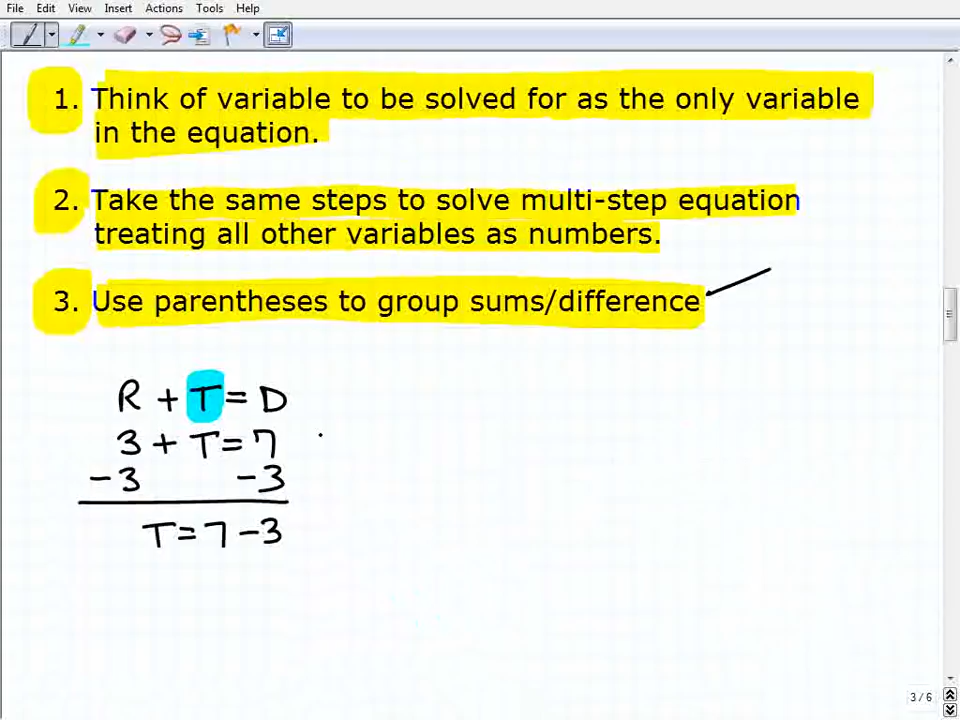 File Edit View Insert Actions Tools Help
1. Think of variable to be solved for as the only variable
in the equation.
2. Take the same steps to solve multi-step equation
treating all other variables as numbers.
3. Use parentheses to group sums/difference
R + T = D
3 + T = 7
-3 -3
T = 7 - 3
3 / 6